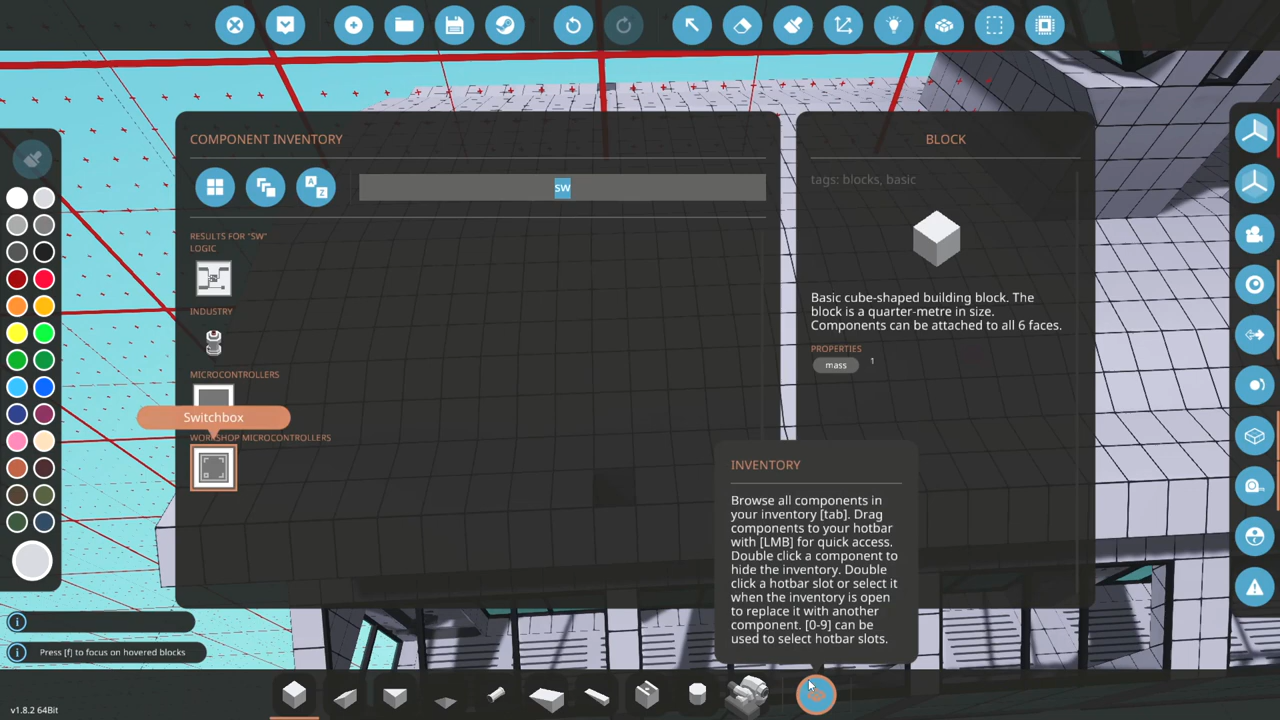 COMPONENT INVENTORY
sw
RESULTS FOR "SW"
LOGIC
INDUSTRY
MICROCONTROLLERS
Switchbox
WORKSHOP MICROCONTROLLERS
BLOCK
tags: blocks, basic
Basic cube-shaped building block. The
block is a quarter-metre in size.
Components can be attached to all 6 faces.
PROPERTIES
mass 1
INVENTORY
Browse all components in
your inventory [tab]. Drag
components to your hotbar
with [LMB] for quick access.
Double click a component to
hide the inventory. Double
click a hotbar slot or select it
when the inventory is open
to replace it with another
component. [0-9] can be
used to select hotbar slots.
Press [f] to focus on hovered blocks
v1.8.2 64Bit